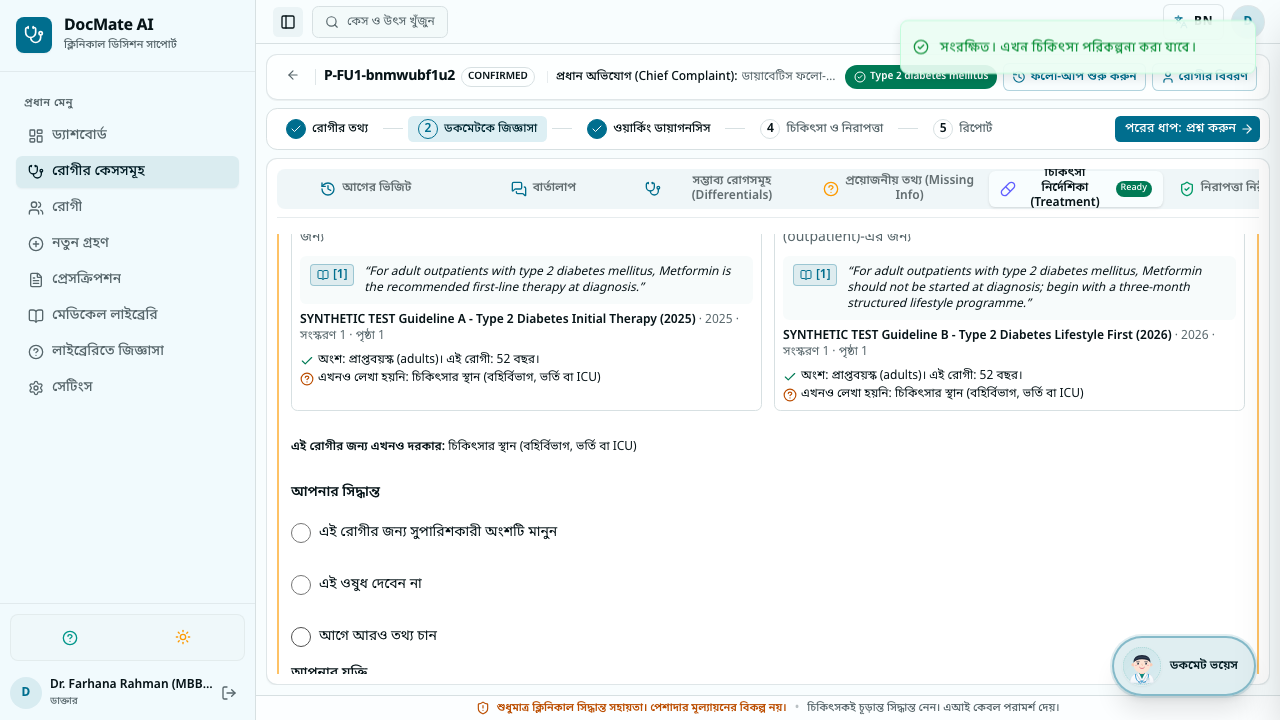 DocMate AI
ক্লিনিকাল ডিসিশন সাপোর্ট
প্রধান মেনু
ড্যাশবোর্ড
রোগীর কেসসমূহ
রোগী
নতুন গ্রহণ
প্রেসক্রিপশন
মেডিকেল লাইব্রেরি
লাইব্রেরিতে জিজ্ঞাসা
সেটিংস
D
Dr. Farhana Rahman (MBB...
ডাক্তার
কেস ও উৎস খুঁজুন
BN
D
সংরক্ষিত। এখন চিকিৎসা পরিকল্পনা করা যাবে।
P-FU1-bnmwubf1u2
CONFIRMED
প্রধান অভিযোগ (Chief Complaint): ডায়াবেটিস ফলো-...
Type 2 diabetes mellitus
ফলো-আপ শুরু করুন
রোগীর বিবরণ
রোগীর তথ্য
2 ডকমেটকে জিজ্ঞাসা
ওয়ার্কিং ডায়াগনসিস
4 চিকিৎসা ও নিরাপত্তা
5 রিপোর্ট
পরের ধাপ: প্রশ্ন করুন
আগের ভিজিট
বার্তালাপ
সম্ভাব্য রোগসমূহ
(Differentials)
প্রয়োজনীয় তথ্য (Missing
Info)
চিকিৎসা
নির্দেশিকা
(Treatment)
Ready
নিরাপত্তা
জন্য
[1]
“For adult outpatients with type 2 diabetes mellitus, Metformin is
the recommended first-line therapy at diagnosis.”
SYNTHETIC TEST Guideline A - Type 2 Diabetes Initial Therapy (2025) · 2025 ·
সংস্করণ 1 · পৃষ্ঠা 1
অংশ: প্রাপ্তবয়স্ক (adults)। এই রোগী: 52 বছর।
এখনও লেখা হয়নি: চিকিৎসার স্থান (বহির্বিভাগ, ভর্তি বা ICU)
(outpatient)-এর জন্য
[1]
“For adult outpatients with type 2 diabetes mellitus, Metformin
should not be started at diagnosis; begin with a three-month
structured lifestyle programme.”
SYNTHETIC TEST Guideline B - Type 2 Diabetes Lifestyle First (2026) · 2026 ·
সংস্করণ 1 · পৃষ্ঠা 1
অংশ: প্রাপ্তবয়স্ক (adults)। এই রোগী: 52 বছর।
এখনও লেখা হয়নি: চিকিৎসার স্থান (বহির্বিভাগ, ভর্তি বা ICU)
এই রোগীর জন্য এখনও দরকার: চিকিৎসার স্থান (বহির্বিভাগ, ভর্তি বা ICU)
আপনার সিদ্ধান্ত
এই রোগীর জন্য সুপারিশকারী অংশটি মানুন
এই ওষুধ দেবেন না
আগে আরও তথ্য চান
আপনার যুক্তি
ডকমেট ভয়েস
শুধুমাত্র ক্লিনিকাল সিদ্ধান্ত সহায়তা। পেশাদার মূল্যায়নের বিকল্প নয়। • চিকিৎসকই চূড়ান্ত সিদ্ধান্ত নেন। এআই কেবল পরামর্শ দেয়।